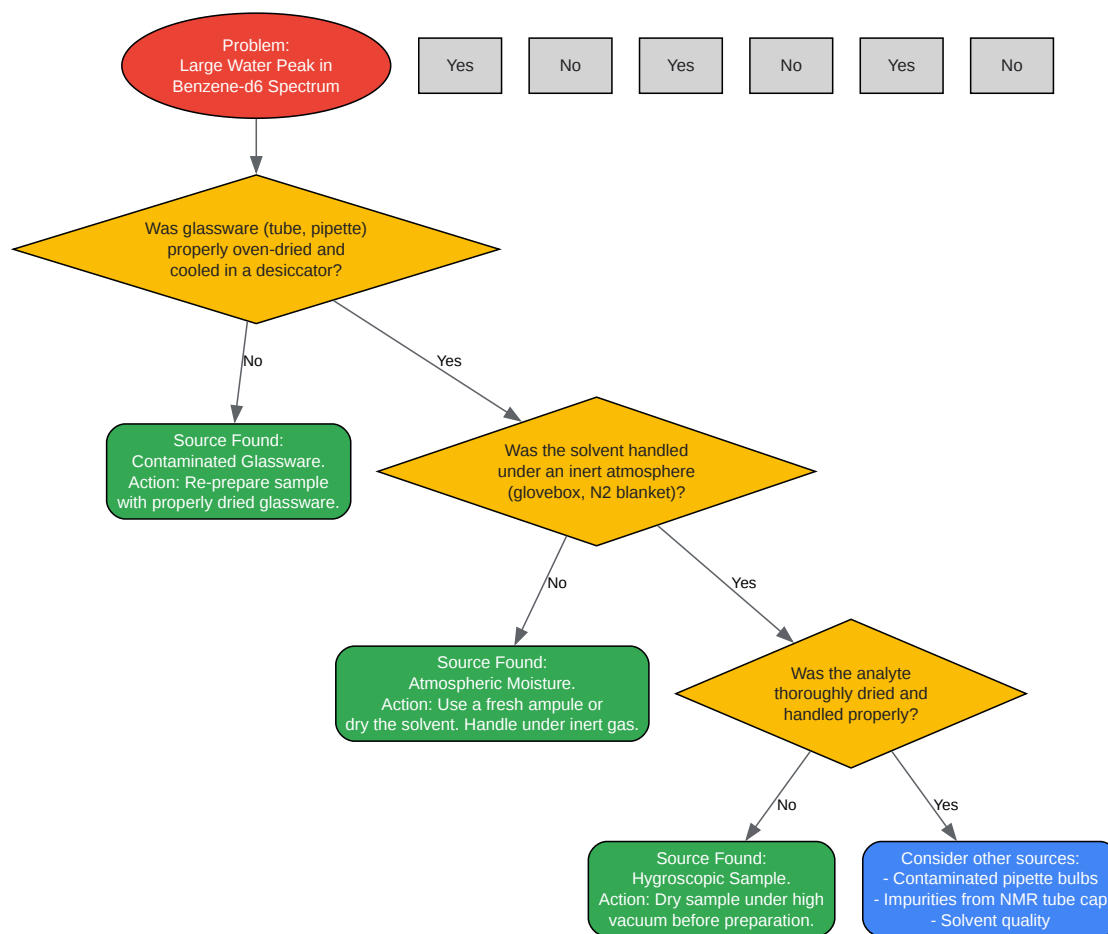 Problem:
Large Water Peak in
Benzene-d6 Spectrum
Yes
No
Yes
No
Yes
No
Was glassware (tube, pipette)
properly oven-dried and
cooled in a desiccator?
No
Yes
Source Found:
Contaminated Glassware.
Action: Re-prepare sample
with properly dried glassware.
Was the solvent handled
under an inert atmosphere
(glovebox, N2 blanket)?
No
Yes
Source Found:
Atmospheric Moisture.
Action: Use a fresh ampule or
dry the solvent. Handle under inert gas.
Was the analyte
thoroughly dried and
handled properly?
No
Yes
Source Found:
Hygroscopic Sample.
Action: Dry sample under high
vacuum before preparation.
Consider other sources:
- Contaminated pipette bulbs
- Impurities from NMR tube cap
- Solvent quality